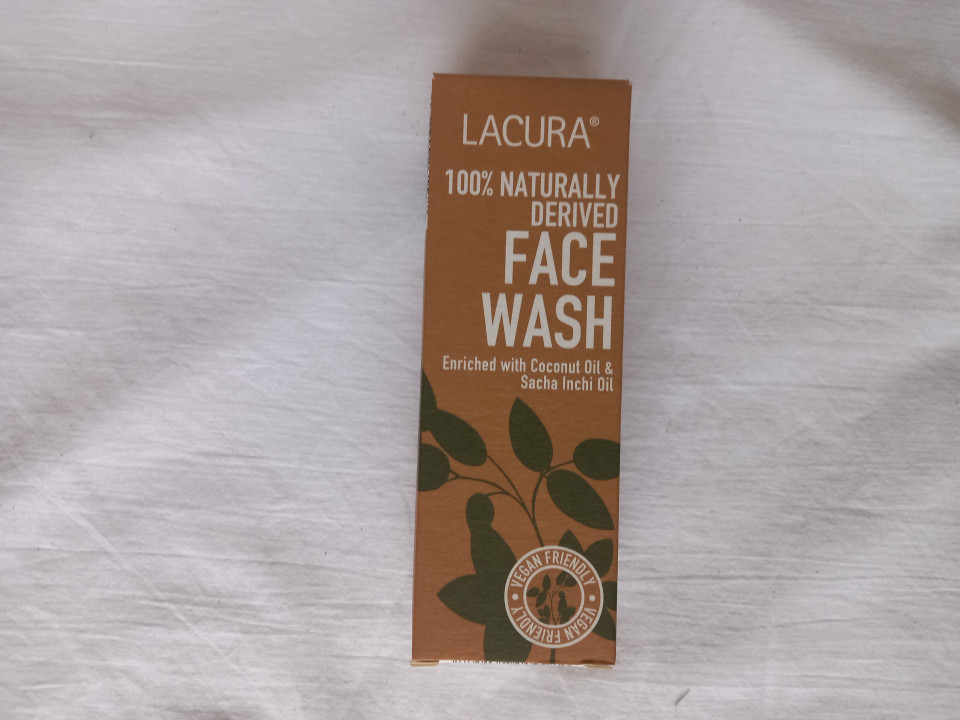 LACURA®
100% NATURALLY
DERIVED
FACE
WASH
Enriched with Coconut Oil &
Sacha Inchi Oil
VEGAN FRIENDLY
VEGAN FRIENDLY